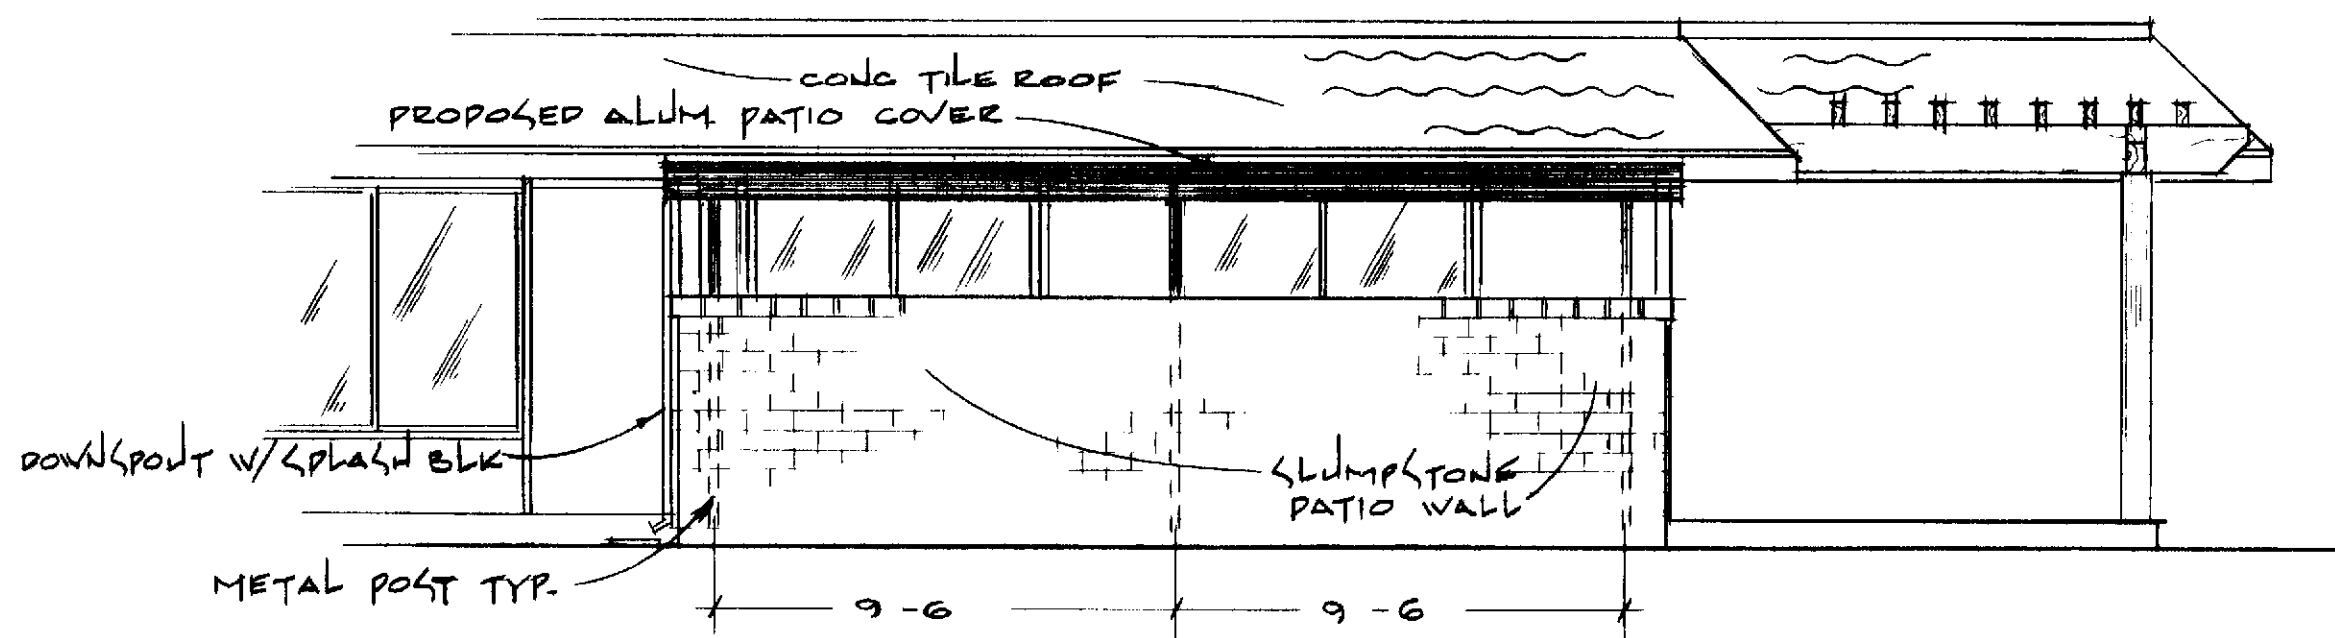 CONC TILE ROOF
PROPOSED ALUM. PATIO COVER
DOWNSPOUT W/ SPLASH BLK
SLUMPSTONE
PATIO WALL
METAL POST TYP.
9-6
9-6